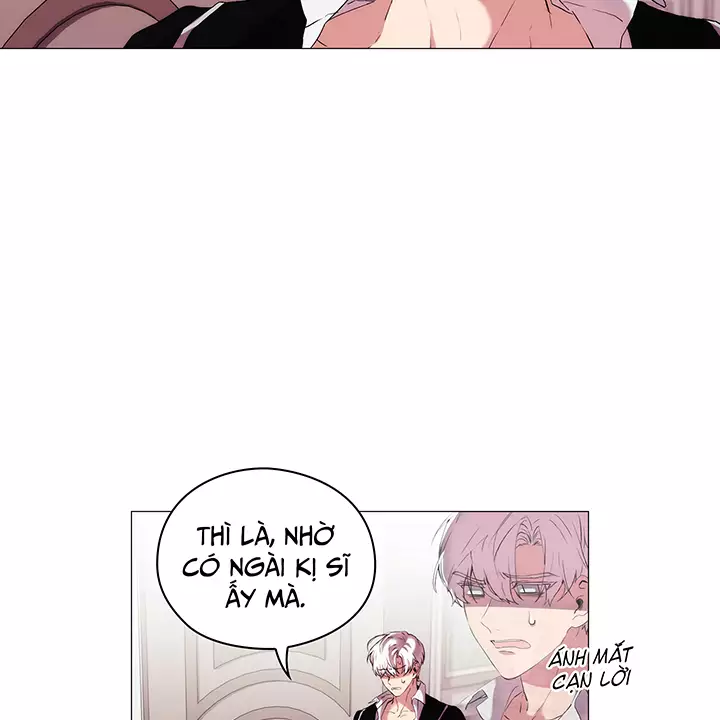 THÌ LÀ, NHỜ
CÓ NGÀI KỊ SĨ
ẤY MÀ.
ÁNH MẮT
CẠN LỜI